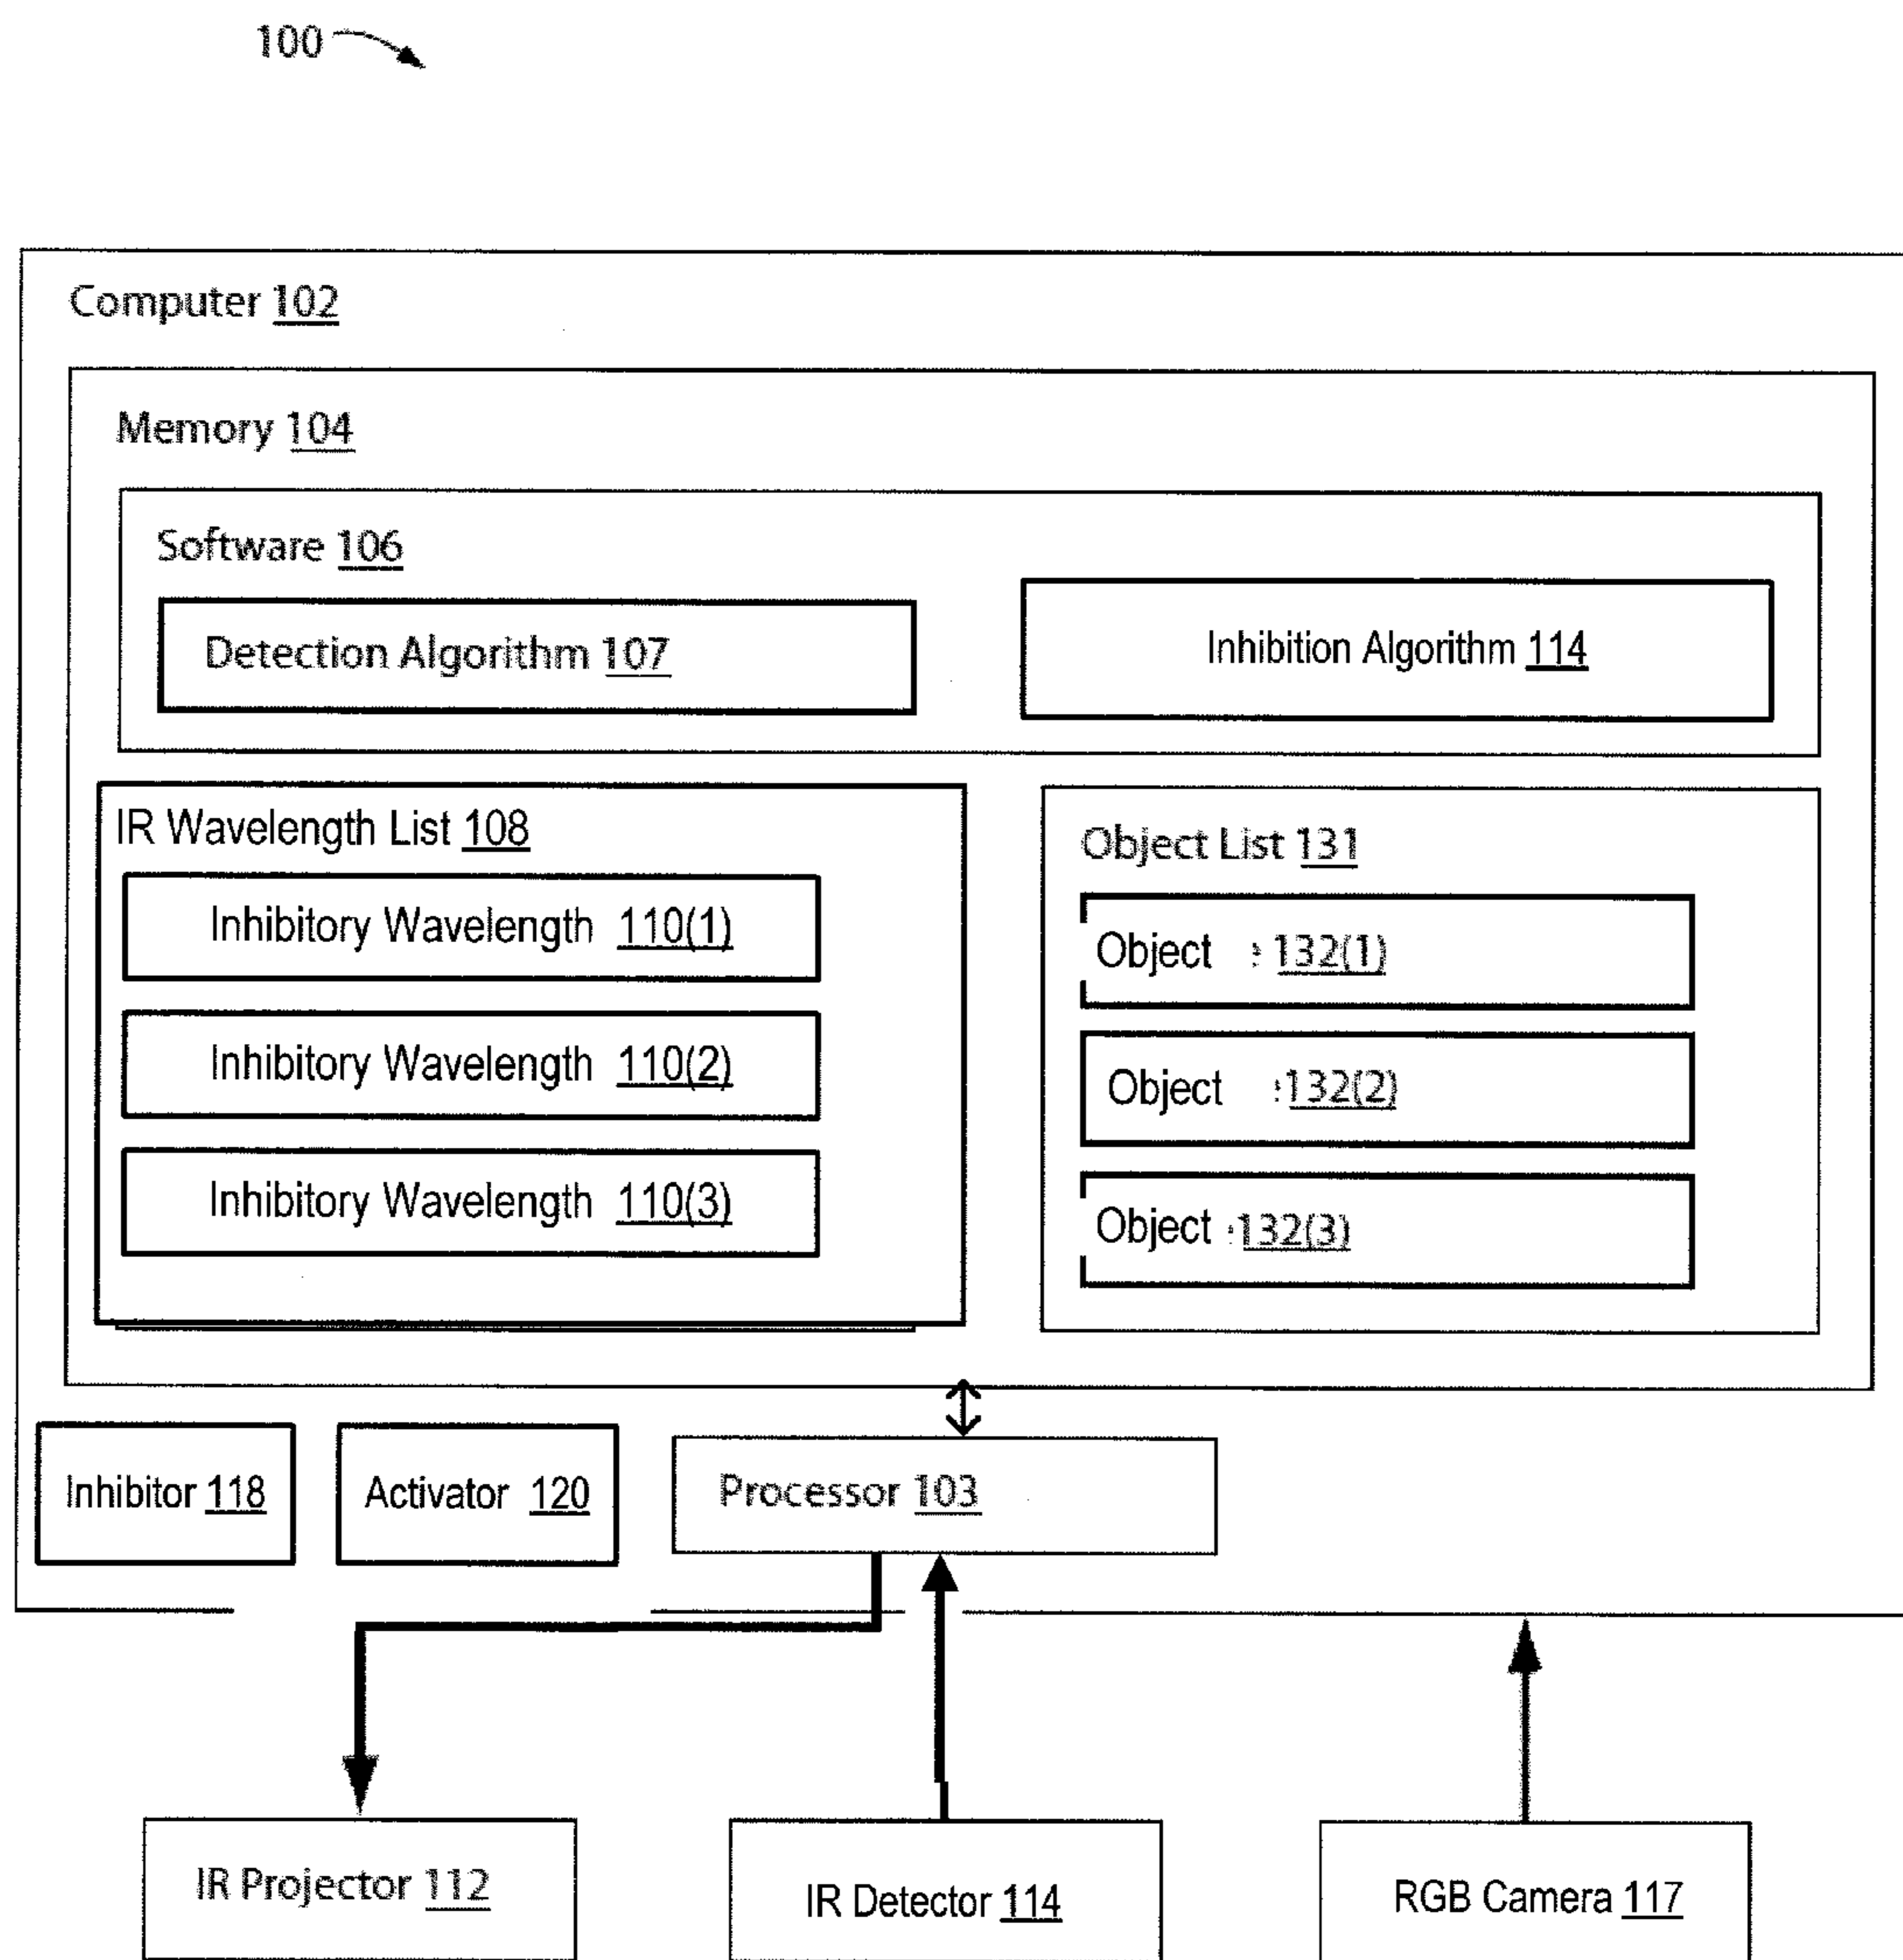 100
Computer 102
Memory 104
Software 106
Detection Algorithm 107
Inhibition Algorithm 114
IR Wavelength List 108
Inhibitory Wavelength 110(1)
Inhibitory Wavelength 110(2)
Inhibitory Wavelength 110(3)
Object List 131
Object 132(1)
Object 132(2)
Object 132(3)
Inhibitor 118
Activator 120
Processor 103
IR Projector 112
IR Detector 114
RGB Camera 117